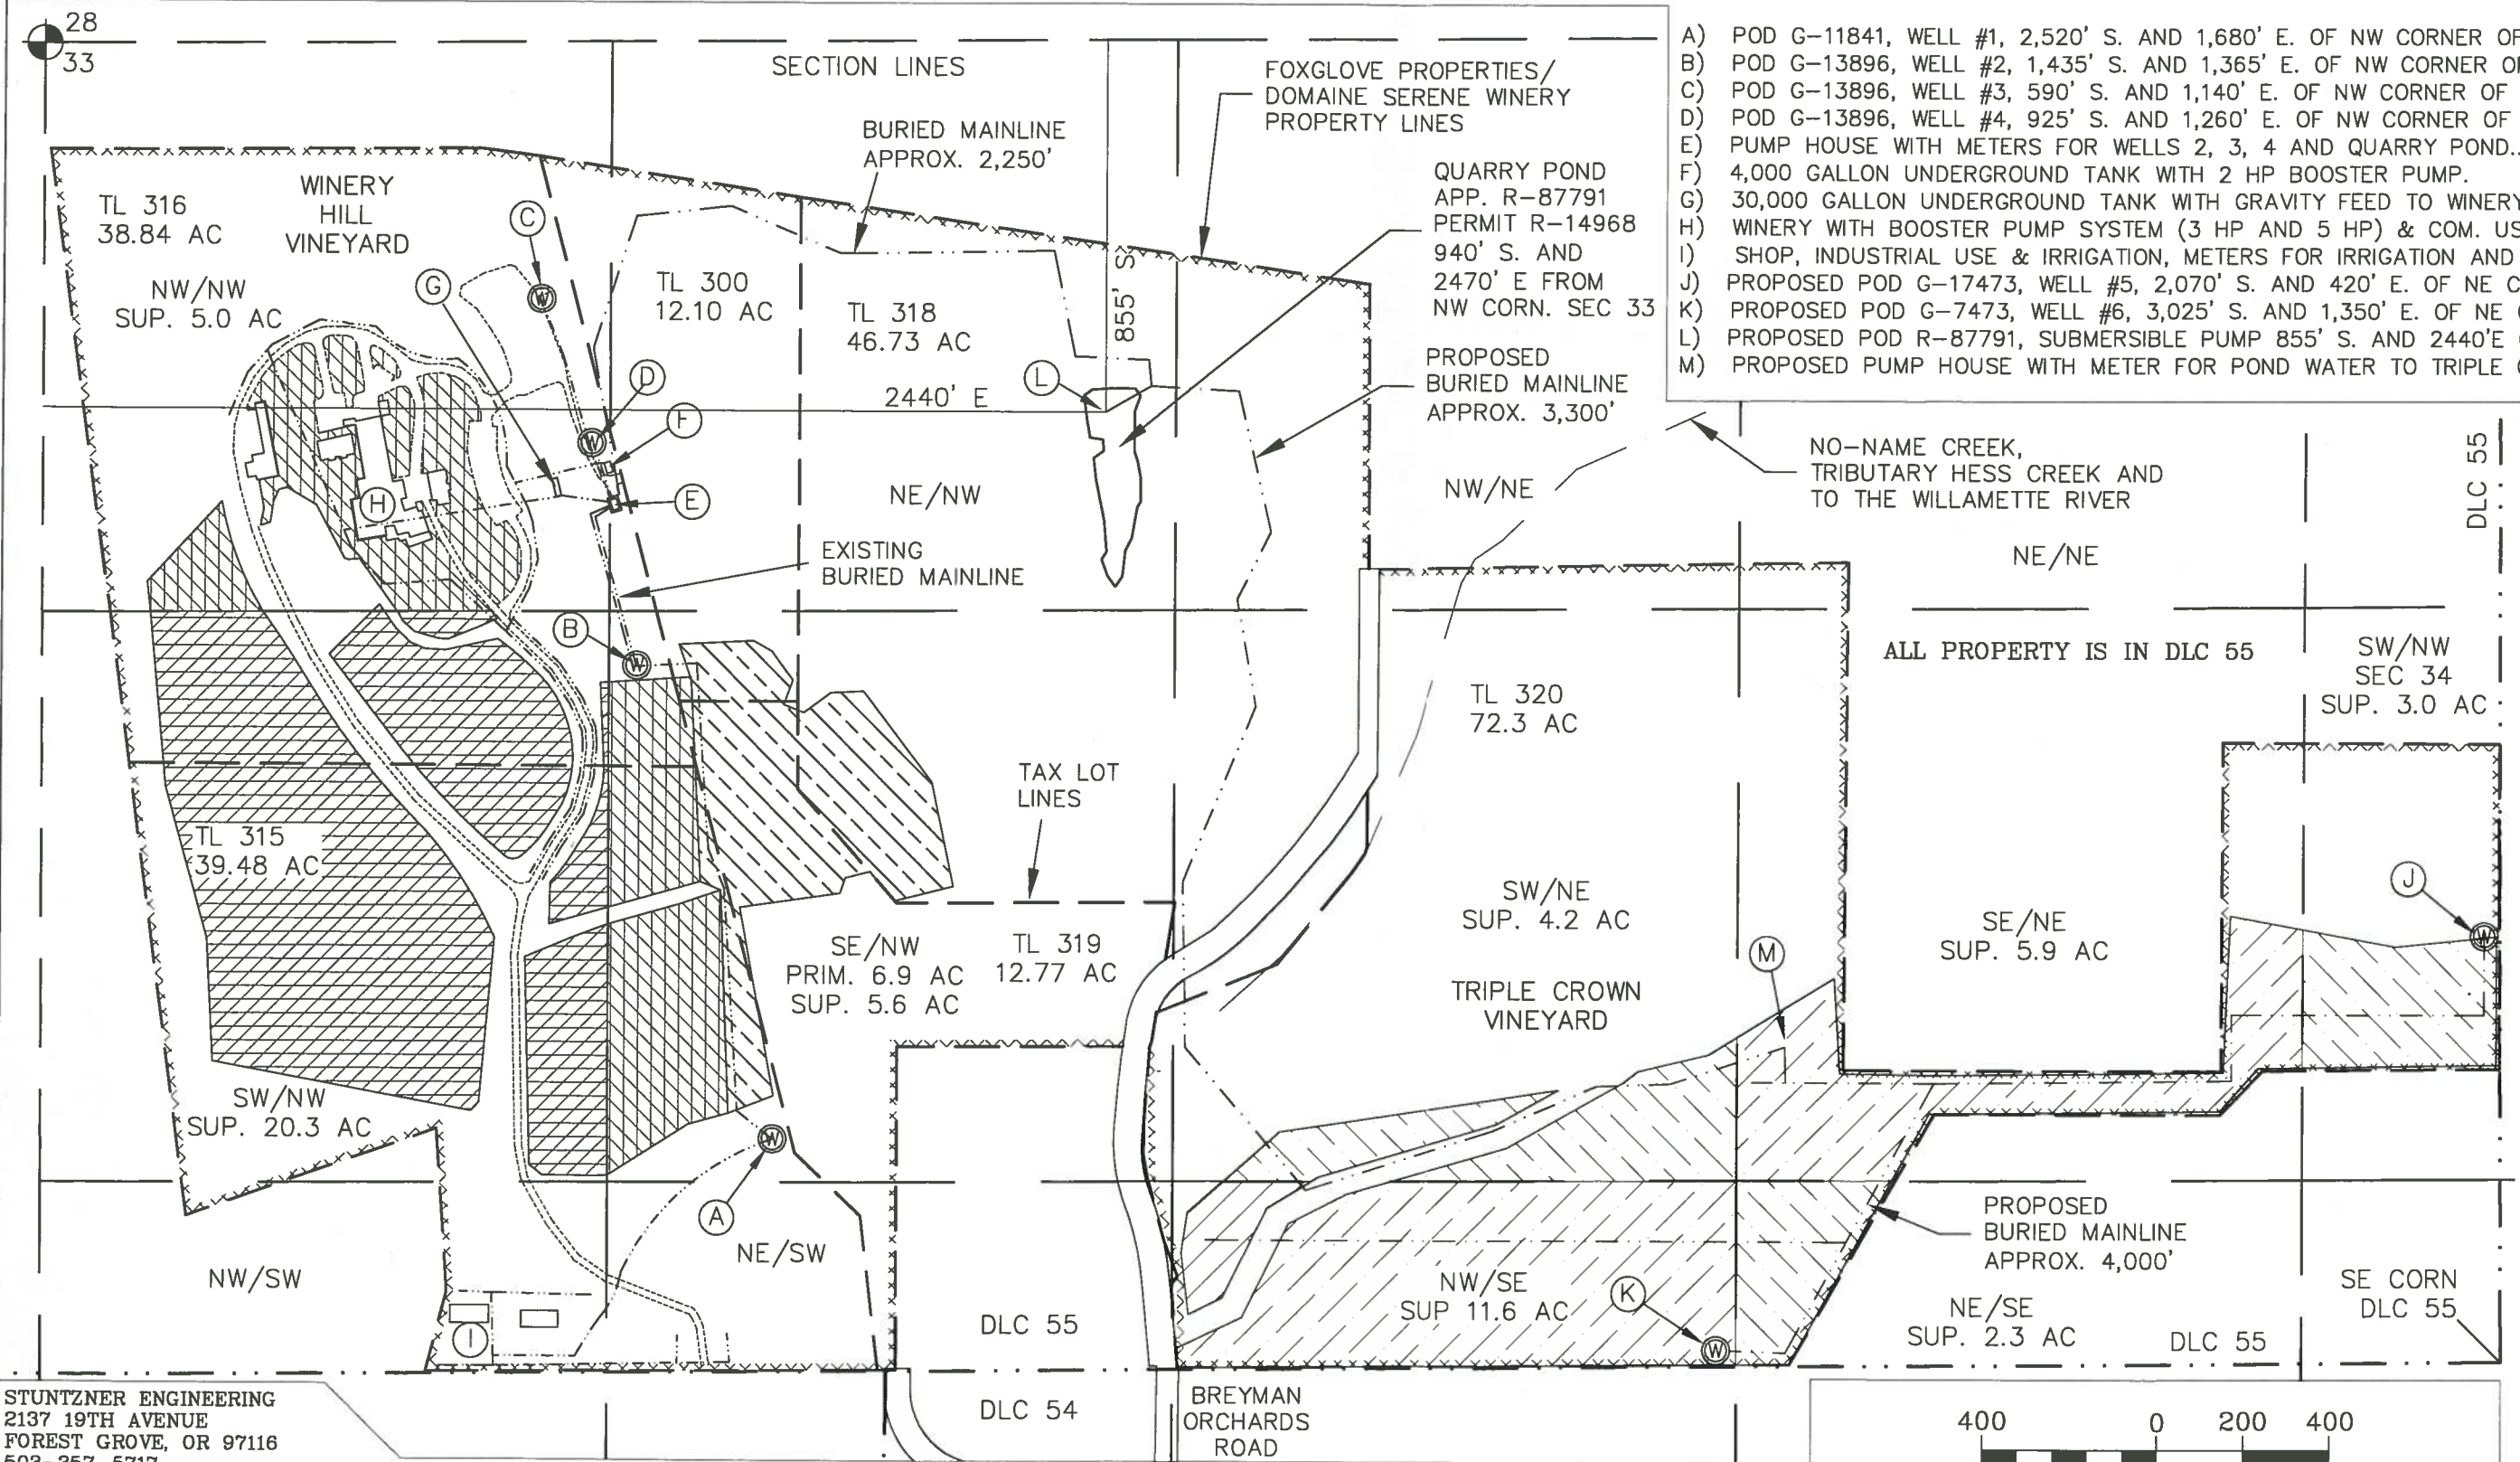 28
33
SECTION LINES
FOXGLOVE PROPERTIES/
DOMAINE SERENE WINERY
PROPERTY LINES
A) POD G-11841, WELL #1, 2,520' S. AND 1,680' E. OF NW CORNER OF
B) POD G-13896, WELL #2, 1,435' S. AND 1,365' E. OF NW CORNER OF
C) POD G-13896, WELL #3, 590' S. AND 1,140' E. OF NW CORNER OF
D) POD G-13896, WELL #4, 925' S. AND 1,260' E. OF NW CORNER OF
E) PUMP HOUSE WITH METERS FOR WELLS 2, 3, 4 AND QUARRY POND..
F) 4,000 GALLON UNDERGROUND TANK WITH 2 HP BOOSTER PUMP.
G) 30,000 GALLON UNDERGROUND TANK WITH GRAVITY FEED TO WINERY
H) WINERY WITH BOOSTER PUMP SYSTEM (3 HP AND 5 HP) & COM. US
I) SHOP, INDUSTRIAL USE & IRRIGATION, METERS FOR IRRIGATION AND
J) PROPOSED POD G-17473, WELL #5, 2,070' S. AND 420' E. OF NE C
K) PROPOSED POD G-7473, WELL #6, 3,025' S. AND 1,350' E. OF NE
L) PROPOSED POD R-87791, SUBMERSIBLE PUMP 855' S. AND 2440'E
M) PROPOSED PUMP HOUSE WITH METER FOR POND WATER TO TRIPLE
BURIED MAINLINE
APPROX. 2,250'
QUARRY POND
APP. R-87791
PERMIT R-14968
940' S. AND
2470' E FROM
NW CORN. SEC 33
TL 316
38.84 AC
WINERY
HILL
VINEYARD
NW/NW
SUP. 5.0 AC
C
G
TL 300
12.10 AC
TL 318
46.73 AC
855' S
PROPOSED
BURIED MAINLINE
APPROX. 3,300'
D
L
2440' E
F
W
W
NO-NAME CREEK,
TRIBUTARY HESS CREEK AND
TO THE WILLAMETTE RIVER
DLC 55
H
E
NE/NW
NW/NE
NE/NE
EXISTING
BURIED MAINLINE
B
W
ALL PROPERTY IS IN DLC 55
SW/NW
SEC 34
SUP. 3.0 AC
TL 320
72.3 AC
TAX LOT
LINES
TL 315
39.48 AC
SW/NE
SUP. 4.2 AC
J
W
SE/NE
SUP. 5.9 AC
SE/NW
PRIM. 6.9 AC
SUP. 5.6 AC
TL 319
12.77 AC
M
TRIPLE CROWN
VINEYARD
SW/NW
SUP. 20.3 AC
W
A
PROPOSED
BURIED MAINLINE
APPROX. 4,000'
NW/SW
NE/SW
NW/SE
SUP 11.6 AC
K
W
NE/SE
SUP. 2.3 AC
SE CORN
DLC 55
DLC 55
DLC 55
I
STUNTZNER ENGINEERING
2137 19TH AVENUE
FOREST GROVE, OR 97116
503-357-5717
DLC 54
BREYMAN
ORCHARDS
ROAD
400 0 200 400